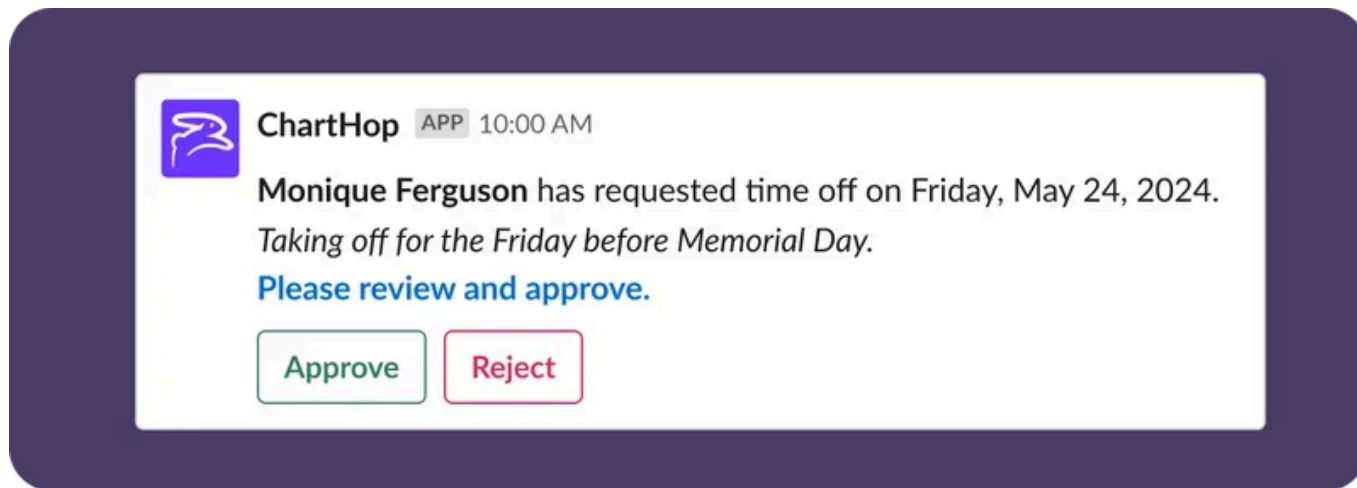 ChartHop APP 10:00 AM
Monique Ferguson has requested time off on Friday, May 24, 2024.
Taking off for the Friday before Memorial Day.
Please review and approve.
Approve Reject